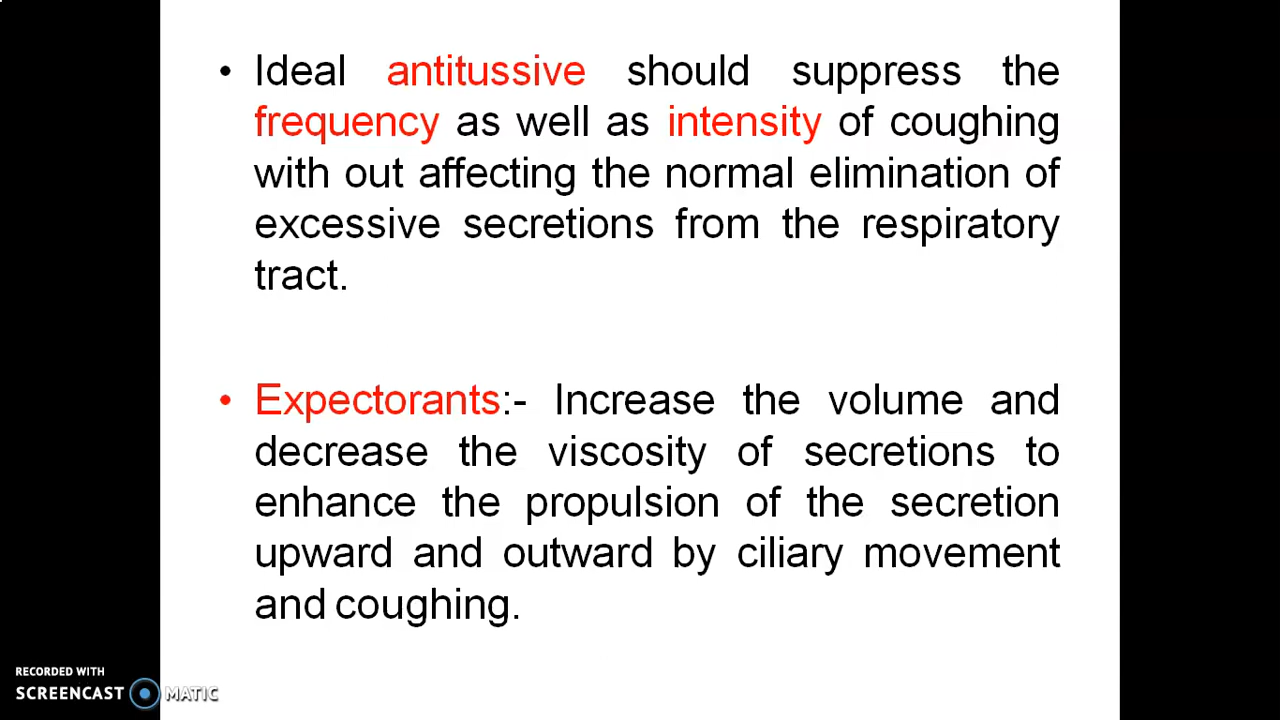 • Ideal antitussive should suppress the
frequency as well as intensity of coughing
with out affecting the normal elimination of
excessive secretions from the respiratory
tract.
• Expectorants:- Increase the volume and
decrease the viscosity of secretions to
enhance the propulsion of the secretion
upward and outward by ciliary movement
and coughing.
RECORDED WITH
SCREENCAST MATIC